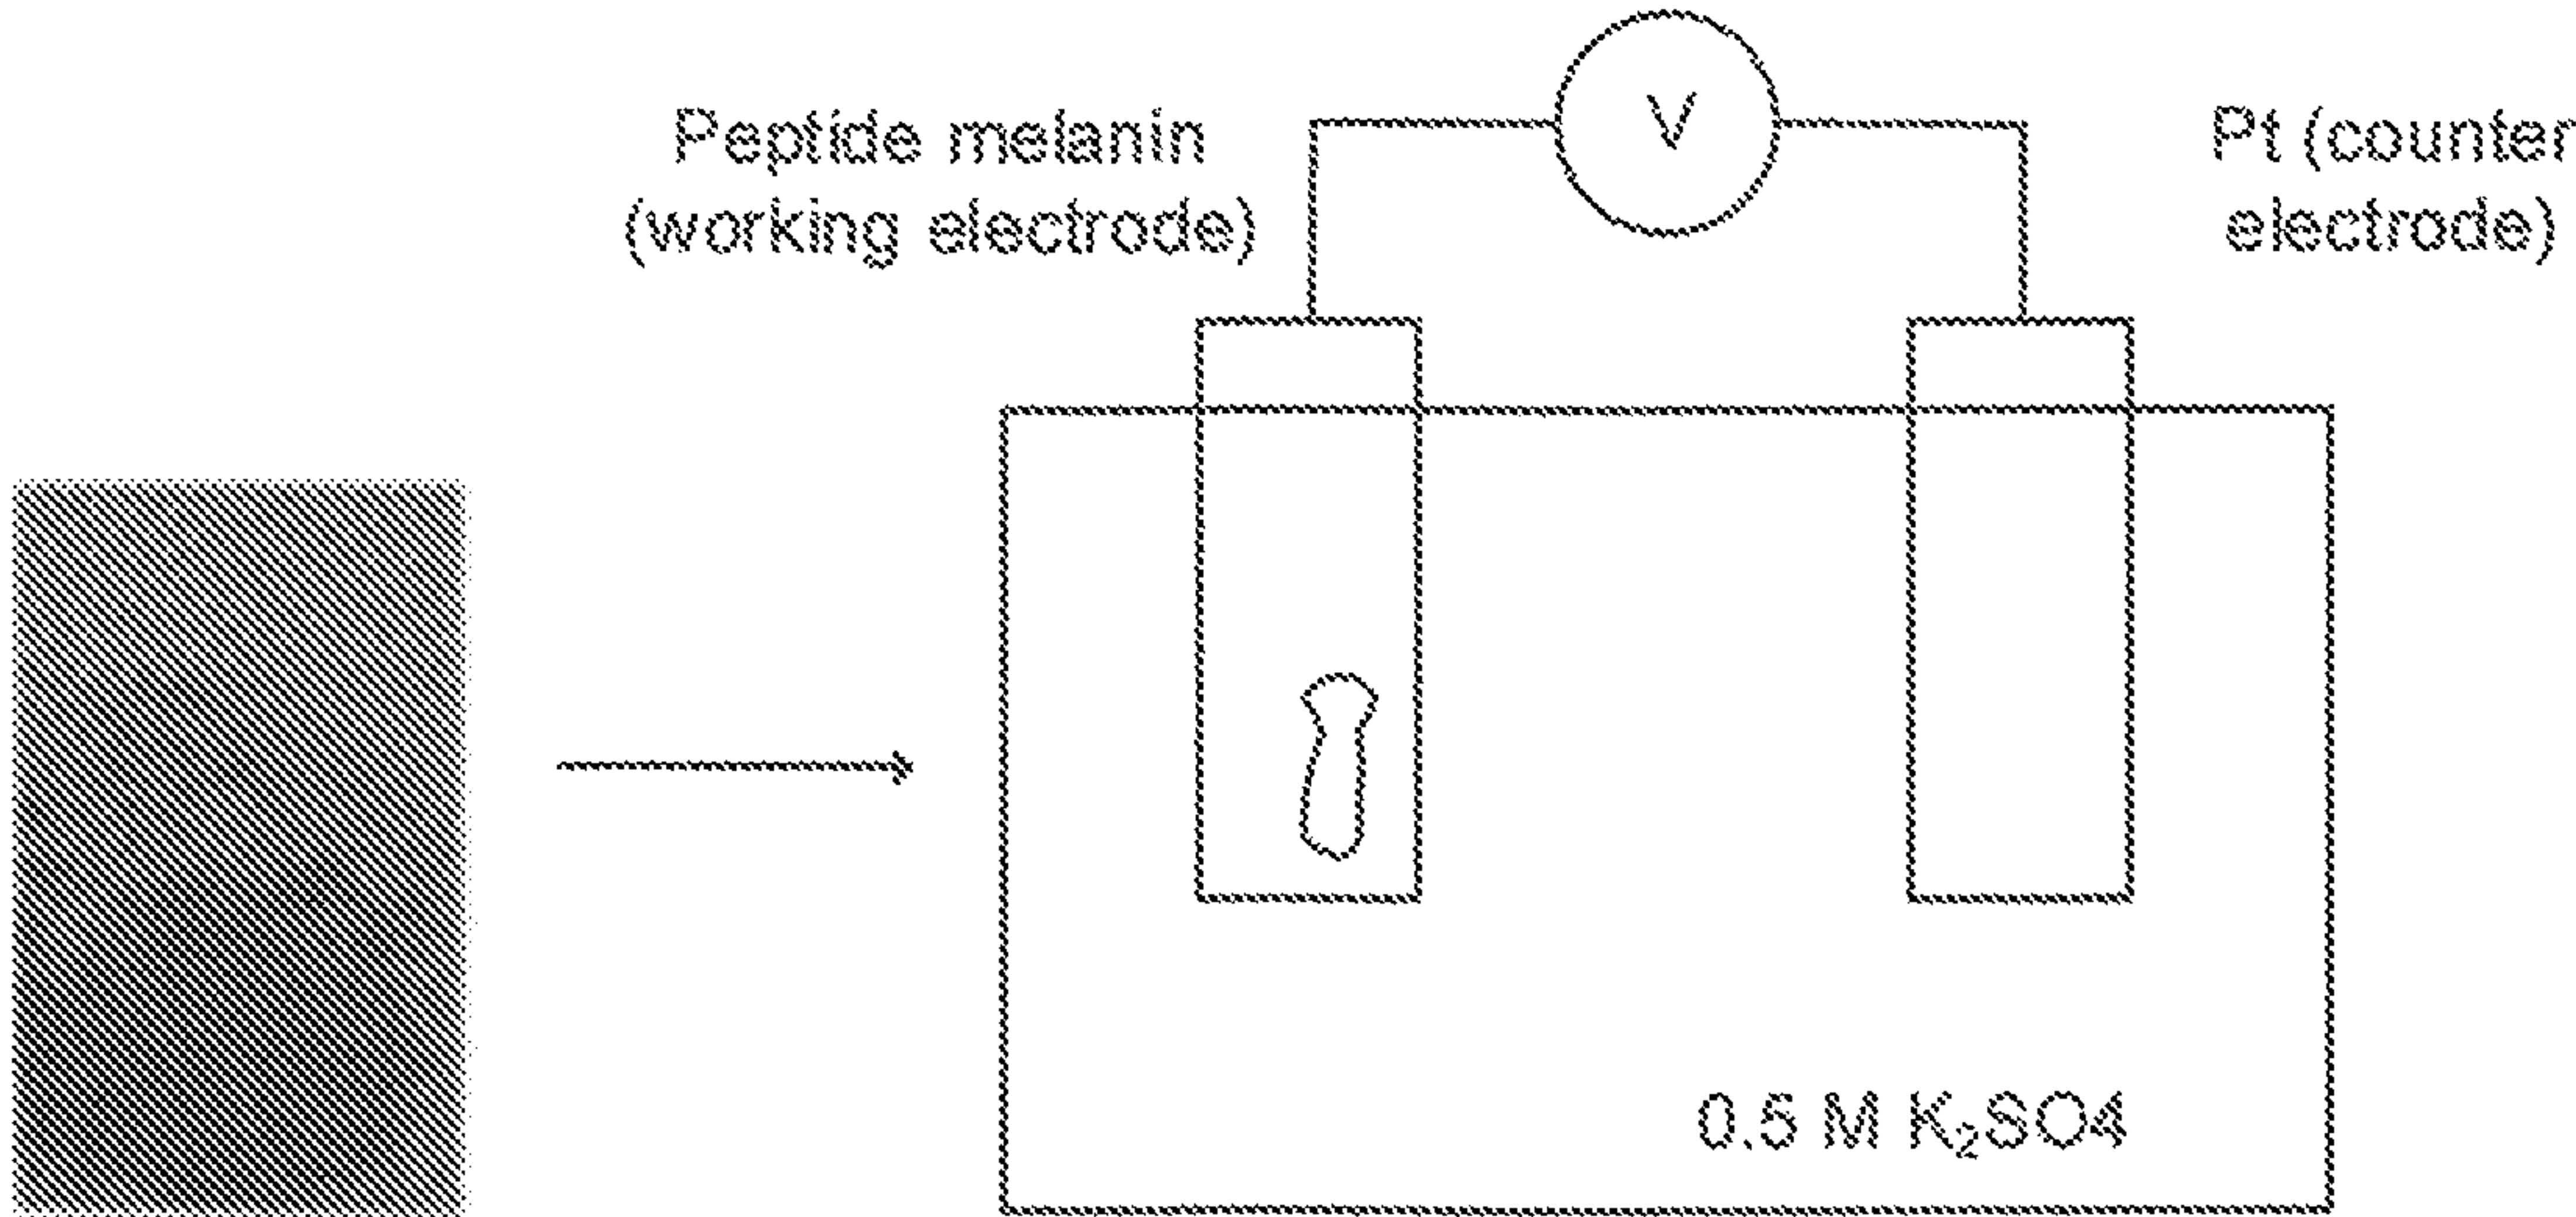 Peptide melanin
(working electrode)
V
Pt (counter
electrode)
0.5 M K₂SO4